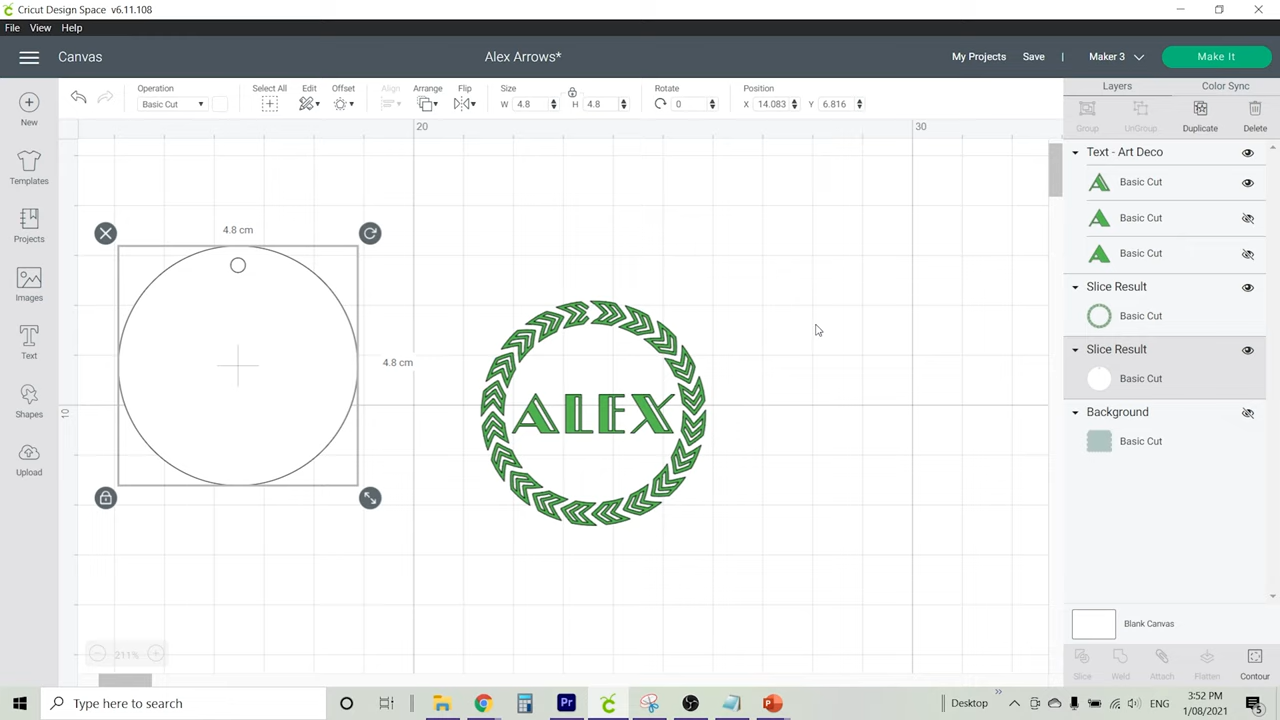 Cricut Design Space v6.11.108
File View Help
Canvas
Alex Arrows*
My Projects Save | Maker 3 Make It
Operation
Basic Cut
Select All
Edit
Offset
Align
Arrange
Flip
Size
W 4.8
H 4.8
Rotate
0
Position
X 14.083
Y 6.816
Layers Color Sync
Group UnGroup Duplicate Delete
New
Templates
Projects
Images
Text
Shapes
Upload
20 30
10
4.8 cm
4.8 cm
ALEX
211%
Text - Art Deco
Basic Cut
Basic Cut
Basic Cut
Slice Result
Basic Cut
Slice Result
Basic Cut
Background
Basic Cut
Blank Canvas
Slice Weld Attach Flatten Contour
Type here to search
Pr
Desktop
ENG
3:52 PM
1/08/2021
5